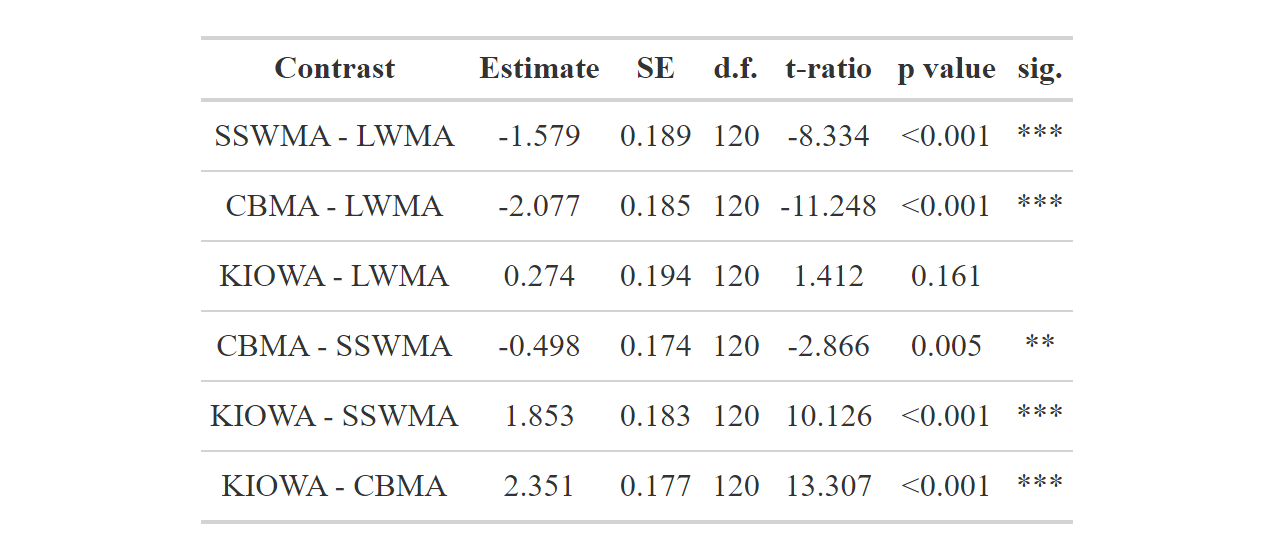 Contrast Estimate SE d.f. t-ratio p value sig.
SSWMA - LWMA -1.579 0.189 120 -8.334 <0.001 ***
CBMA - LWMA -2.077 0.185 120 -11.248 <0.001 ***
KIOWA - LWMA 0.274 0.194 120 1.412 0.161
CBMA - SSWMA -0.498 0.174 120 -2.866 0.005 **
KIOWA - SSWMA 1.853 0.183 120 10.126 <0.001 ***
KIOWA - CBMA 2.351 0.177 120 13.307 <0.001 ***